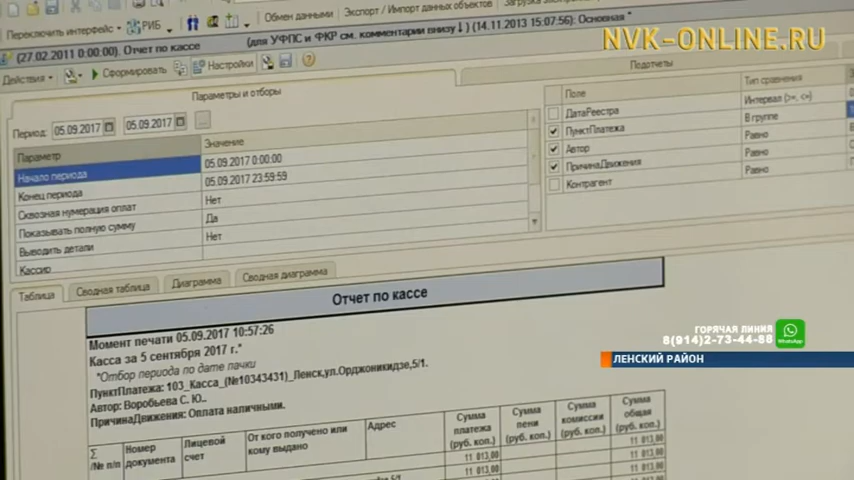 Обмен данными
Экспорт / Импорт данных объектов
Переключить интерфейс
РИБ
NVK-ONLINE.RU
(27.02.2011 0:00:00). Отчет по кассе
(для УФПС и ФКР см. комментарии внизу ↓ ) (14.11.2013 15:07:56): Основная *
Действия
Сформировать
Настройки
Параметры и отборы
Подотчеты
Период:
05.09.2017
05.09.2017
...
Параметр
Значение
Начало периода
05.09.2017 0:00:00
Конец периода
05.09.2017 23:59:59
Сквозная нумерация оплат
Нет
Показывать полную сумму
Да
Выводить детали
Нет
Кассир
Поле
Тип сравнения
ДатаРеестра
Интервал (>=, <=)
ПунктПлатежа
В группе
Автор
Равно
ПричинаДвижения
Равно
Контрагент
Равно
Таблица
Сводная таблица
Диаграмма
Сводная диаграмма
Отчет по кассе
Момент печати 05.09.2017 10:57:26
Касса за 5 сентября 2017 г.*
*Отбор периода по дате пачки
ПунктПлатежа: 103_Касса_(№10343431)_Ленск,ул.Орджоникидзе,5/1.
Автор: Воробьева С. Ю..
ПричинаДвижения: Оплата наличными.
ГОРЯЧАЯ ЛИНИЯ
8(914)2-73-44-88
WhatsApp
ЛЕНСКИЙ РАЙОН
Σ
/№ п/п
Номер
документа
Лицевой
счет
От кого получено или
кому выдано
Адрес
Сумма
платежа
(руб. коп.)
Сумма
пени
(руб. коп.)
Сумма
комиссии
(руб. коп.)
Сумма
общая
(руб. коп.)
11 013,00
11 013,00
11 013,00
11 013,00